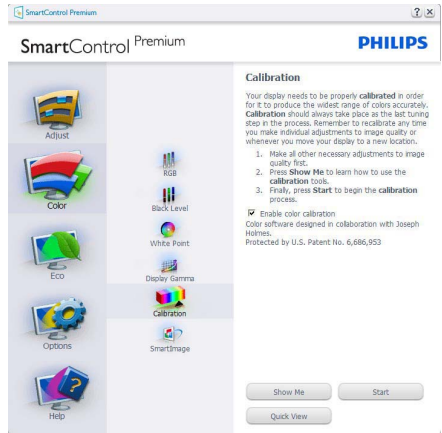 SmartControl Premium
SmartControl Premium
PHILIPS
Adjust
Color
Eco
Options
Help
RGB
Black Level
White Point
Display Gamma
Calibration
SmartImage
Calibration
Your display needs to be properly calibrated in order
for it to produce the widest range of colors accurately.
Calibration should always take place as the last tuning
step in the process. Remember to recalibrate any time
you make individual adjustments to image quality or
whenever you move your display to a new location.
1. Make all other necessary adjustments to image
quality first.
2. Press Show Me to learn how to use the
calibration tools.
3. Finally, press Start to begin the calibration
process.
Enable color calibration
Color software designed in collaboration with Joseph
Holmes.
Protected by U.S. Patent No. 6,686,953
Show Me
Start
Quick View